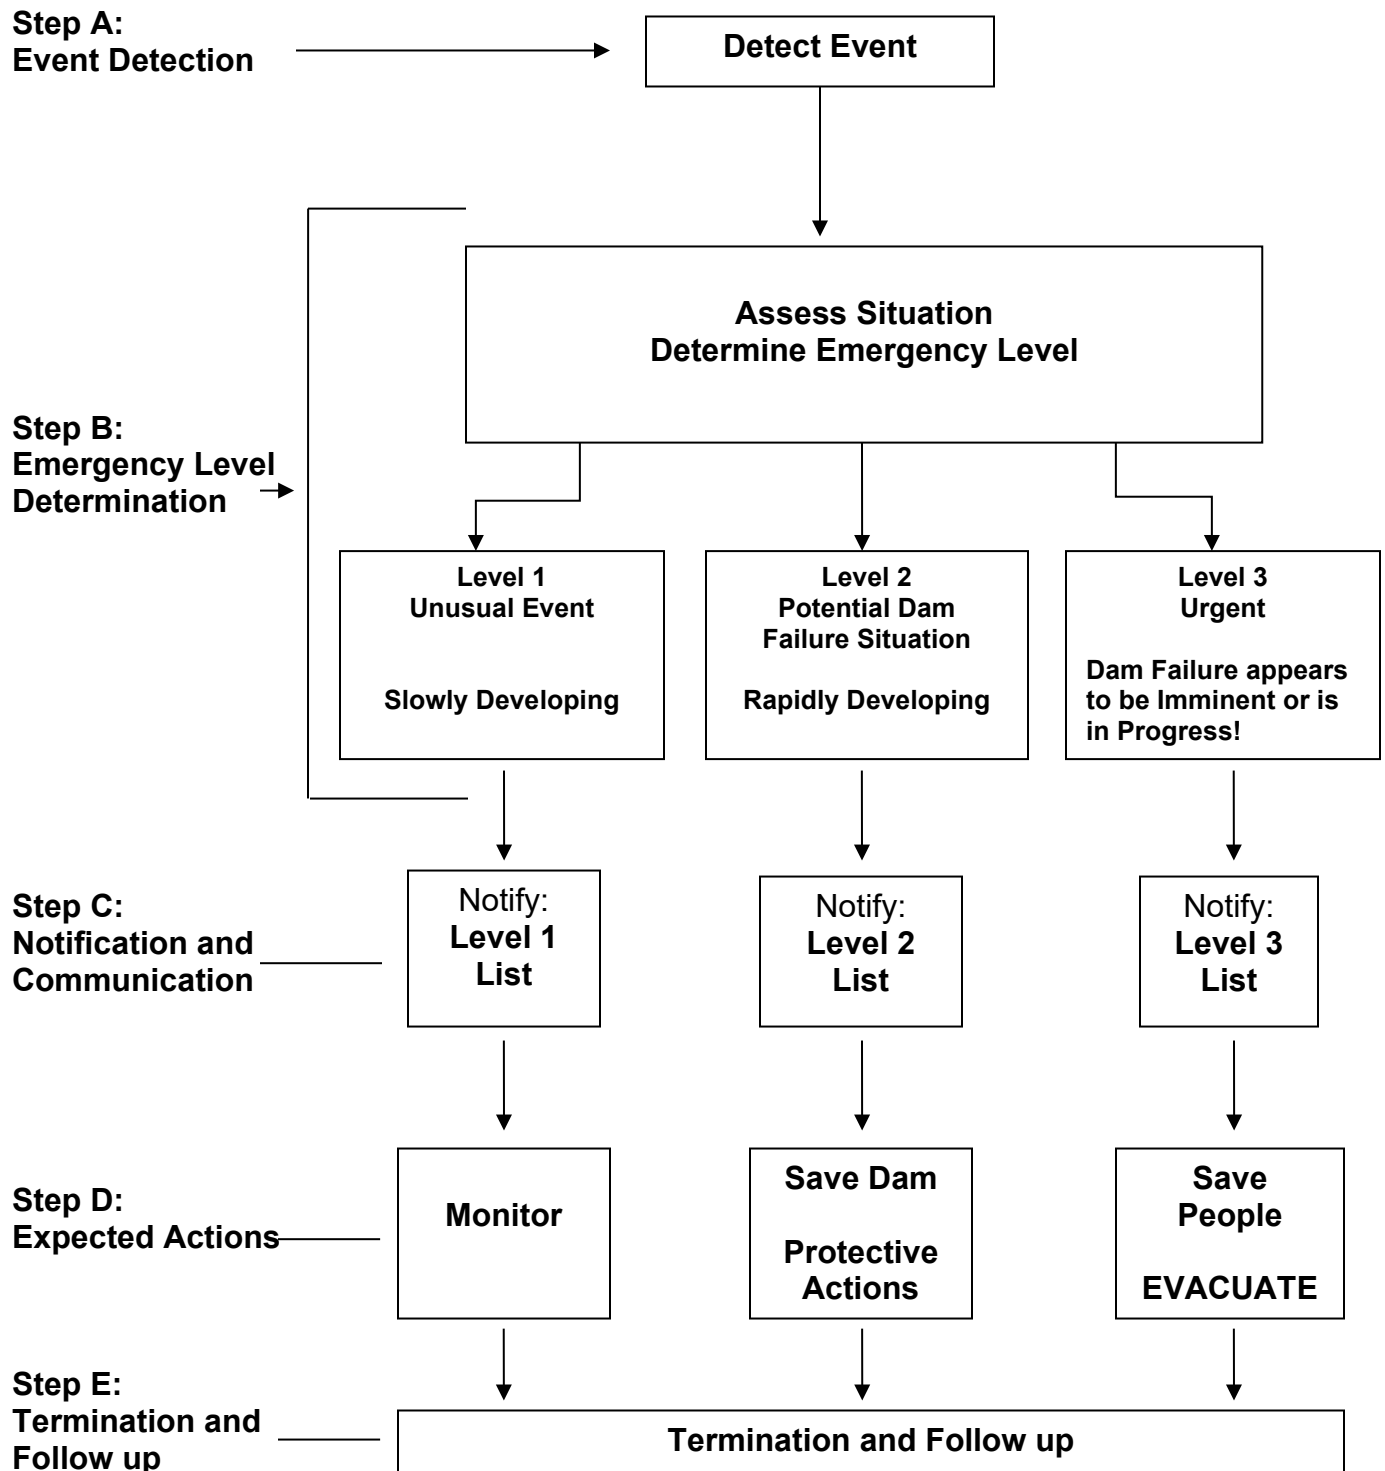 Step A:
Event Detection
Detect Event
Assess Situation
Determine Emergency Level
Step B:
Emergency Level
Determination
Level 1
Unusual Event
Slowly Developing
Level 2
Potential Dam
Failure Situation
Rapidly Developing
Level 3
Urgent
Dam Failure appears
to be Imminent or is
in Progress!
Step C:
Notification and
Communication
Notify:
Level 1
List
Notify:
Level 2
List
Notify:
Level 3
List
Step D:
Expected Actions
Monitor
Save Dam
Protective
Actions
Save
People
EVACUATE
Step E:
Termination and
Follow up
Termination and Follow up